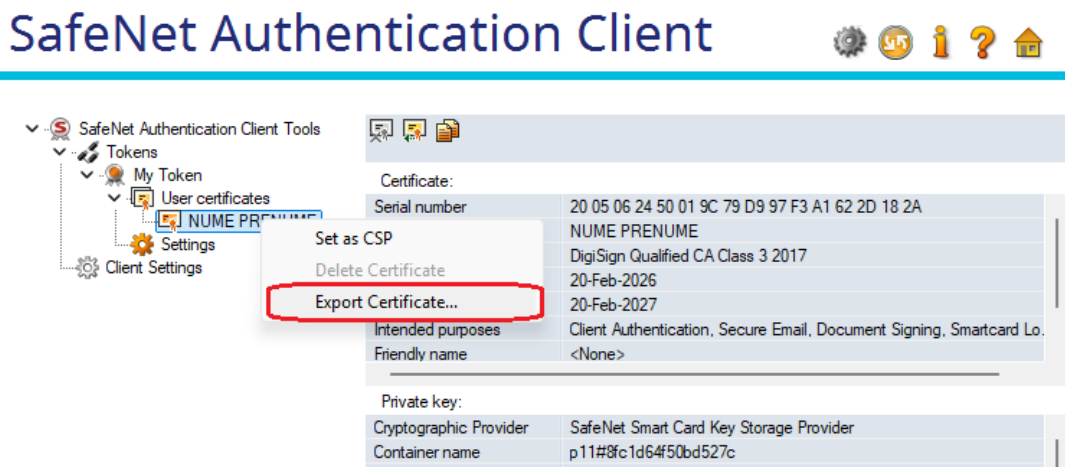 SafeNet Authentication Client
SafeNet Authentication Client Tools
Tokens
My Token
User certificates
NUME PRENUME
Settings
Client Settings
Set as CSP
Delete Certificate
Export Certificate...
Certificate:
Serial number 20 05 06 24 50 01 9C 79 D9 97 F3 A1 62 2D 18 2A
NUME PRENUME
DigiSign Qualified CA Class 3 2017
20-Feb-2026
20-Feb-2027
Intended purposes Client Authentication, Secure Email, Document Signing, Smartcard Lo.
Friendly name <None>
Private key:
Cryptographic Provider SafeNet Smart Card Key Storage Provider
Container name p11#8fc1d64f50bd527c